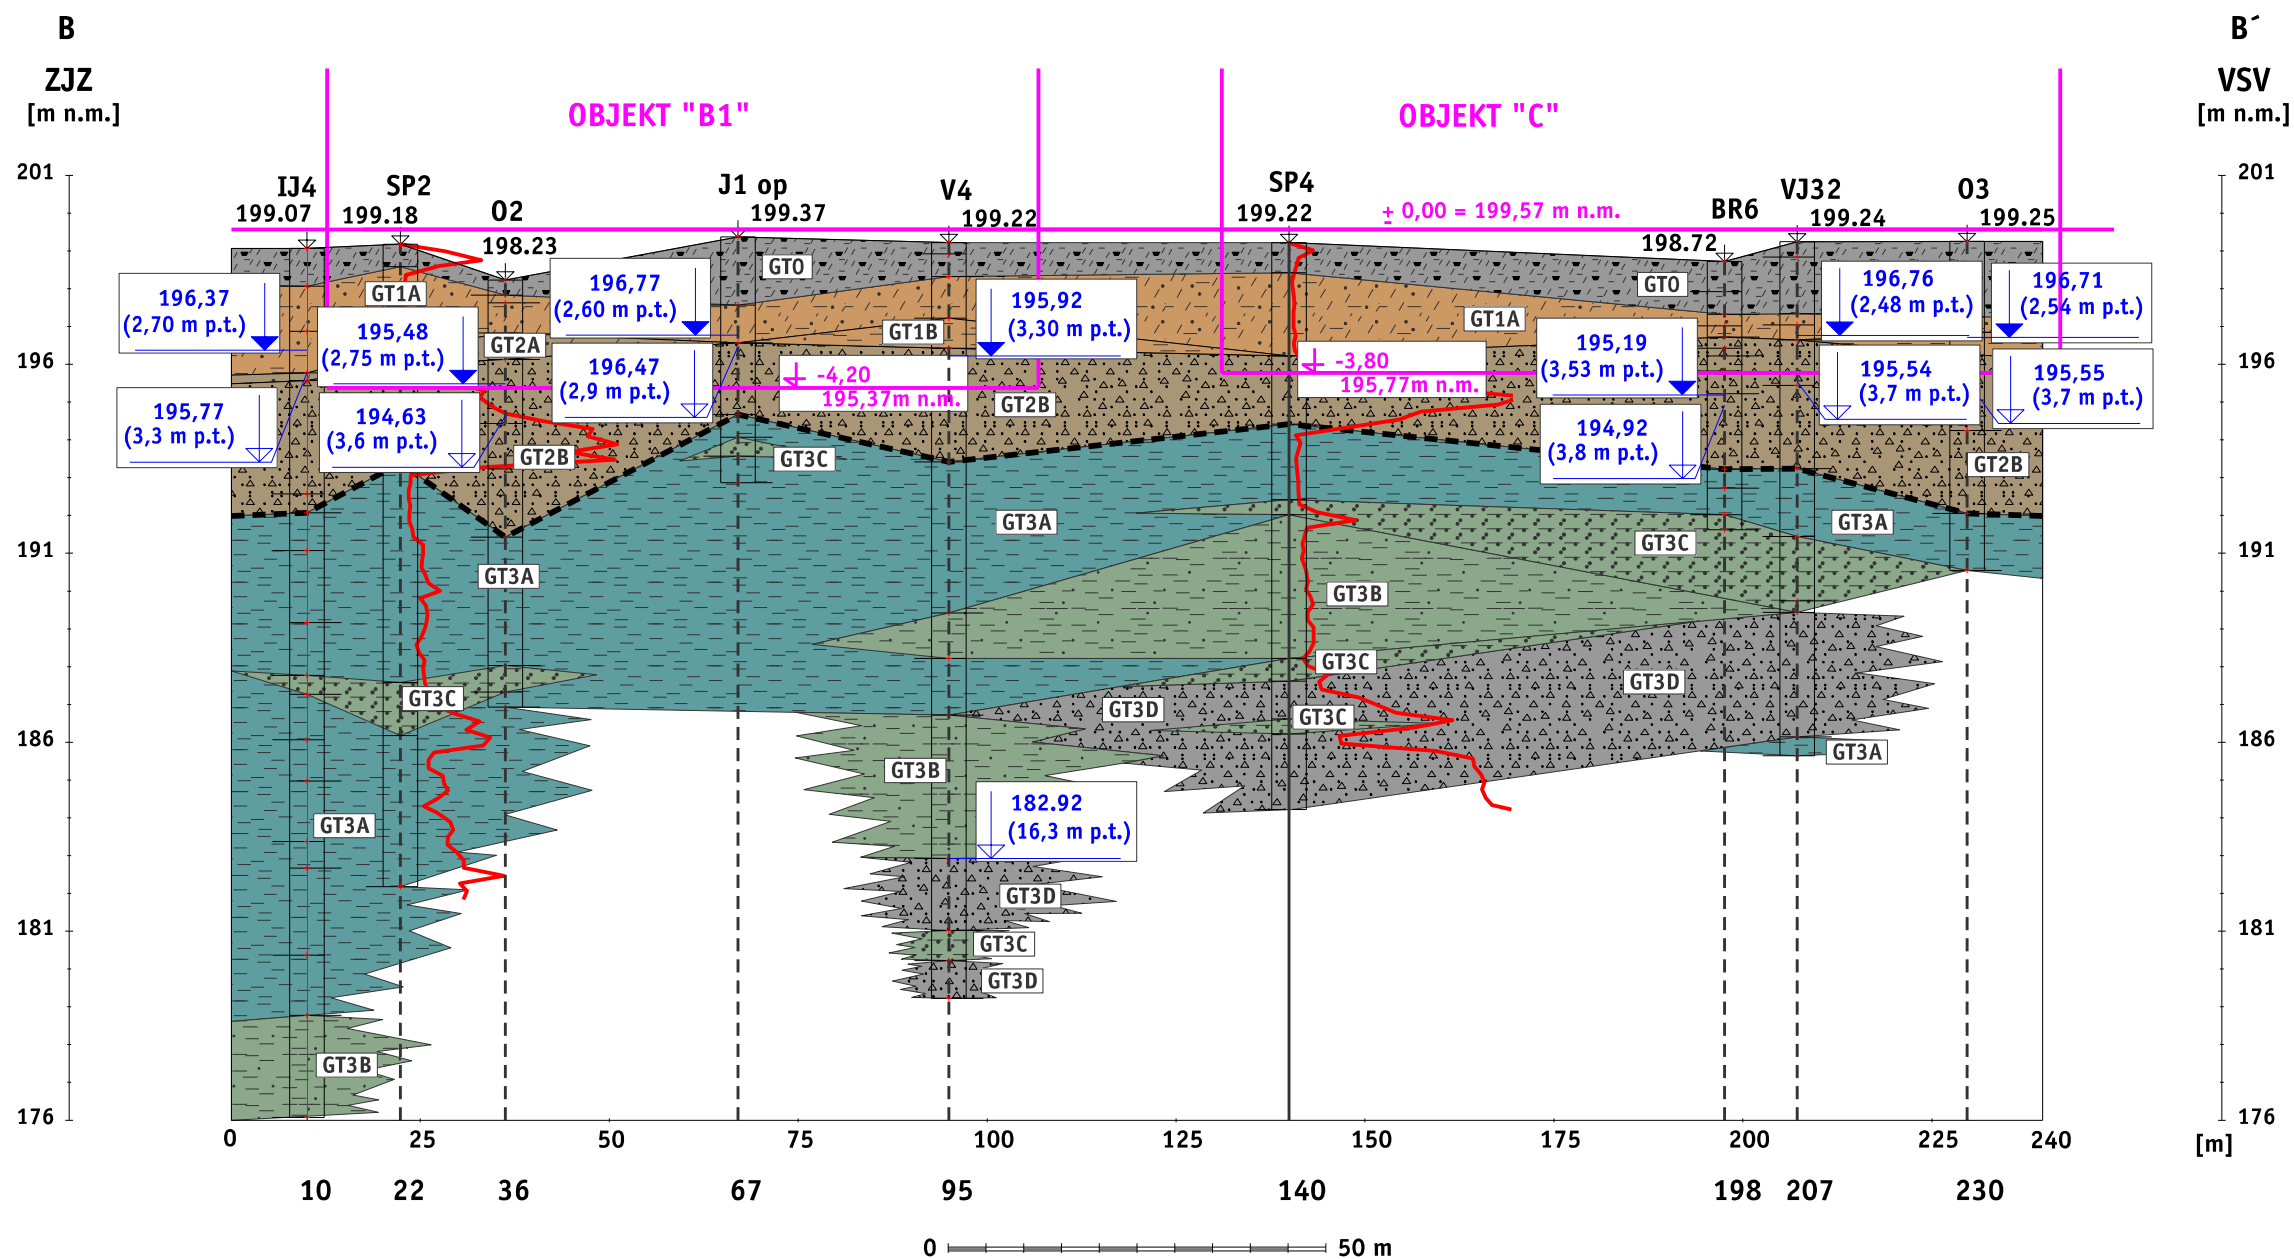 B
B´
ZJZ
VSV
[m n.m.]
[m n.m.]
OBJEKT "B1"
OBJEKT "C"
201
201
IJ4
SP2
O2
J1 op
V4
SP4
BR6
VJ32
O3
199.07
199.18
198.23
199.37
199.22
199.22
± 0,00 = 199,57 m n.m.
198.72
199.24
199.25
GT0
GT0
196,37
(2,70 m p.t.)
GT1A
195,48
(2,75 m p.t.)
196,77
(2,60 m p.t.)
195,92
(3,30 m p.t.)
196,76
(2,48 m p.t.)
196,71
(2,54 m p.t.)
GT2A
GT1B
GT1A
196
196
196,47
(2,9 m p.t.)
-4,20
195,37m n.m.
-3,80
195,77m n.m.
195,19
(3,53 m p.t.)
195,54
(3,7 m p.t.)
195,55
(3,7 m p.t.)
195,77
(3,3 m p.t.)
194,63
(3,6 m p.t.)
GT2B
194,92
(3,8 m p.t.)
GT2B
GT3C
GT2B
GT3A
GT3A
191
191
GT3C
GT3A
GT3B
GT3C
GT3C
GT3D
GT3D
GT3C
186
186
GT3A
GT3B
182.92
(16,3 m p.t.)
GT3A
GT3D
181
181
GT3C
GT3D
GT3B
176
176
0
25
50
75
100
125
150
175
200
225
240
[m]
10
22
36
67
95
140
198
207
230
0
50 m